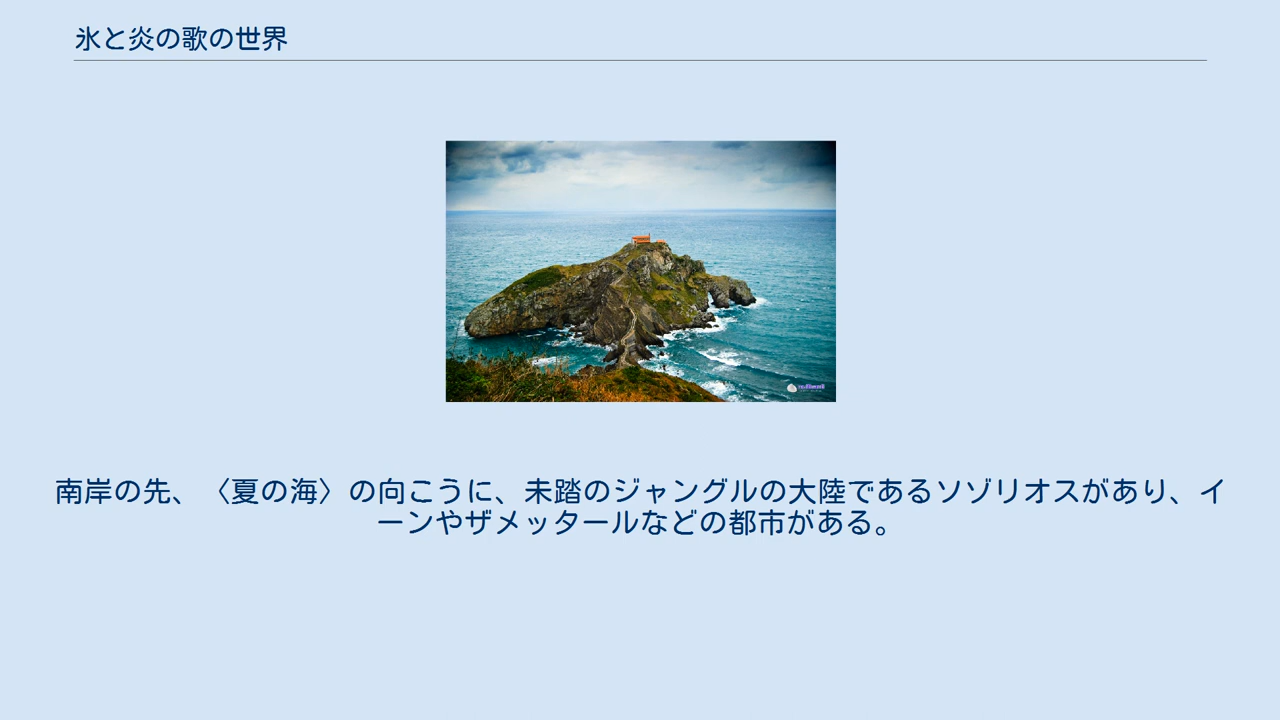 氷と炎の歌の世界
南岸の先、〈夏の海〉の向こうに、未踏のジャングルの大陸であるソゾリオスがあり、イ
ーンやザメッタールなどの都市がある。